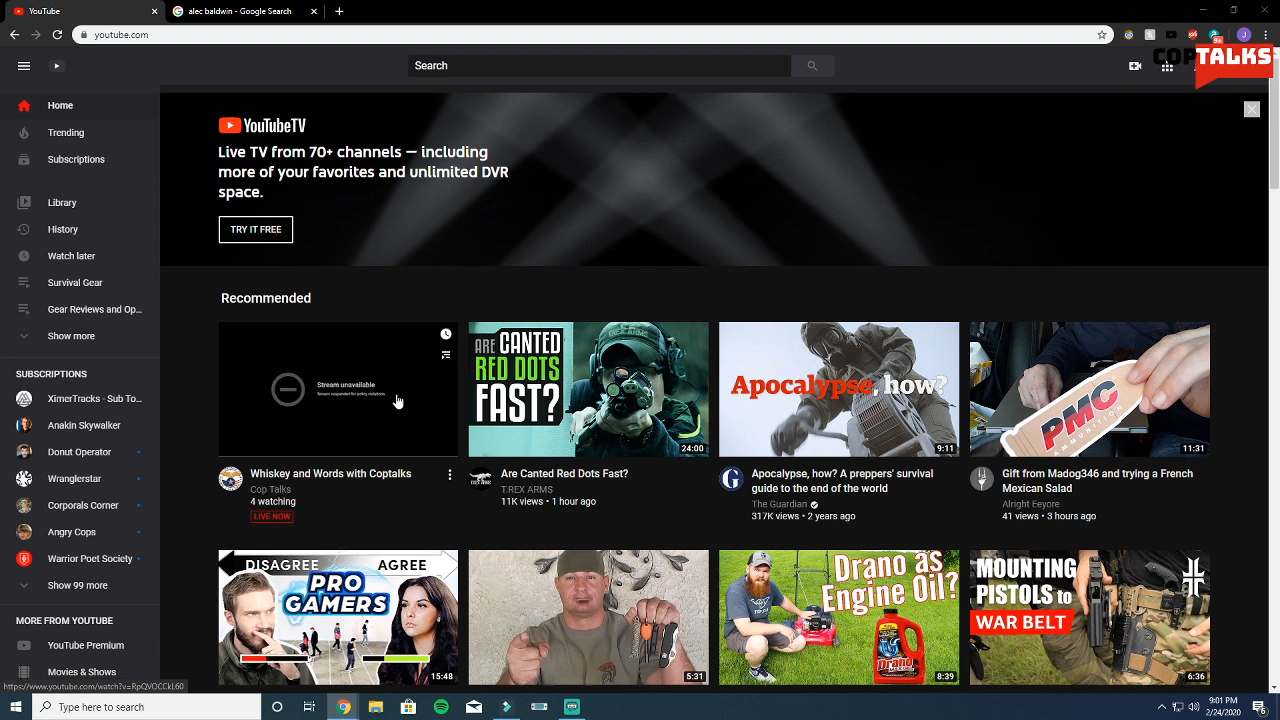 YouTube
alec baldwin - Google Search
youtube.com
Search
COPTALKS
Home
Trending
Subscriptions
Library
History
Watch later
Survival Gear
Gear Reviews and Op...
Show more
SUBSCRIPTIONS
XimerTracks - Sub To...
Anakin Skywalker
Donut Operator
Wranglerstar
Corporals Corner
Angry Cops
Warrior Poet Society
Show 99 more
MORE FROM YOUTUBE
YouTube Premium
Movies & Shows
YouTubeTV
Live TV from 70+ channels — including
more of your favorites and unlimited DVR
space.
TRY IT FREE
Recommended
Stream unavailable
Stream suspended for policy violations
Whiskey and Words with Coptalks
Cop Talks
4 watching
LIVE NOW
ARE CANTED
RED DOTS
FAST?
24:00
Are Canted Red Dots Fast?
T.REX ARMS
11K views • 1 hour ago
Apocalypse, how?
9:11
Apocalypse, how? A preppers' survival
guide to the end of the world
The Guardian
317K views • 2 years ago
PMC
AMMUNITION
11:31
Gift from Madog346 and trying a French
Mexican Salad
Alright Eeyore
41 views • 3 hours ago
DISAGREE AGREE
PRO
GAMERS
15:48
5:31
Drano as
Engine Oil?
Drano
8:39
MOUNTING
PISTOLS to
WAR BELT
6:36
https://www.youtube.com/watch?v=RpQVOCCkL60
Type here to search
9:01 PM
2/24/2020